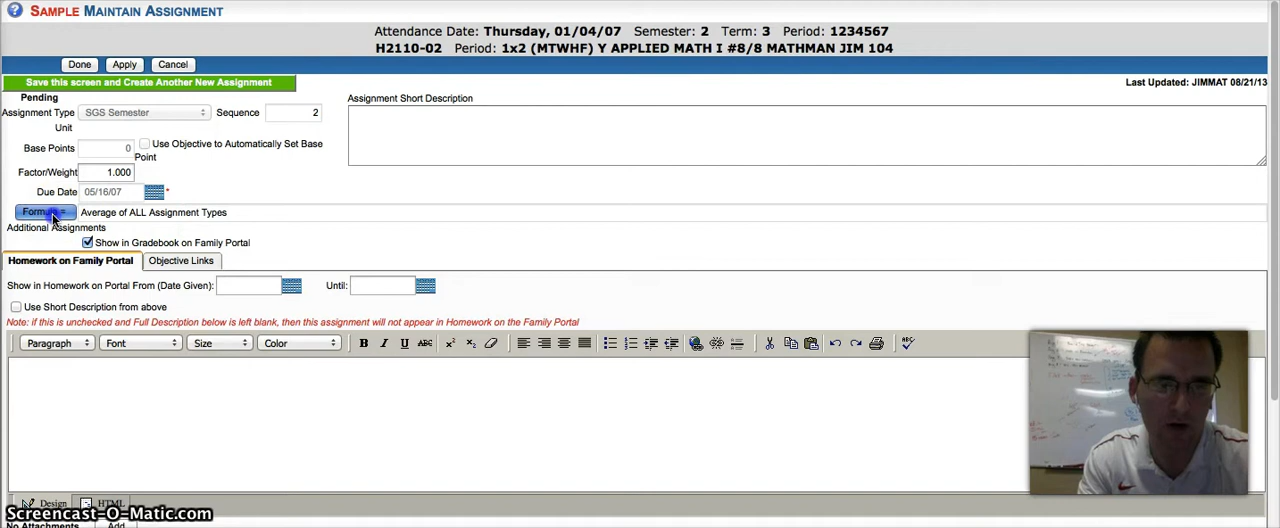 SAMPLE MAINTAIN ASSIGNMENT
Attendance Date: Thursday, 01/04/07 Semester: 2 Term: 3 Period: 1234567
H2110-02 Period: 1x2 (MTWHF) Y APPLIED MATH I #8/8 MATHMAN JIM 104
Done Apply Cancel
Save this screen and Create Another New Assignment
Last Updated: JIMMAT 08/21/13
Pending
Assignment Short Description
Assignment Type SGS Semester Sequence 2
Unit
Base Points 0 Use Objective to Automatically Set Base
Point
Factor/Weight 1.000
Due Date 05/16/07 *
Average of ALL Assignment Types
Additional Assignments
Show in Gradebook on Family Portal
Homework on Family Portal Objective Links
Show in Homework on Portal From (Date Given): Until:
Use Short Description from above
Note: if this is unchecked and Full Description below is left blank, then this assignment will not appear in Homework on the Family Portal
Paragraph Font Size Color B I U ABC x² x₂ ABC
Design HTML
Screencast-O-Matic.com
No Attachments Add